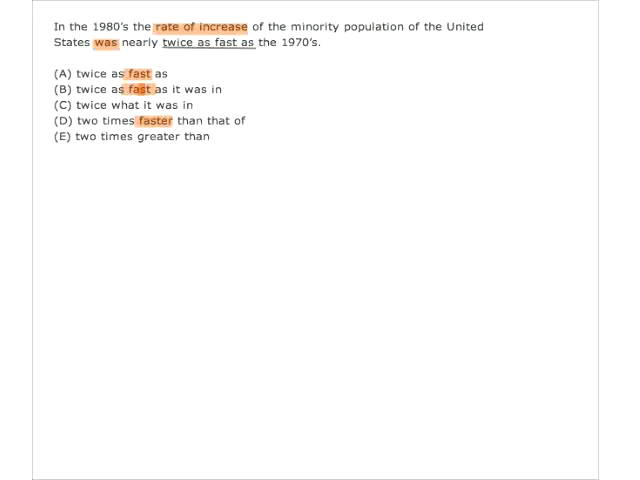 In the 1980's the rate of increase of the minority population of the United
States was nearly twice as fast as the 1970's.
(A) twice as fast as
(B) twice as fast as it was in
(C) twice what it was in
(D) two times faster than that of
(E) two times greater than